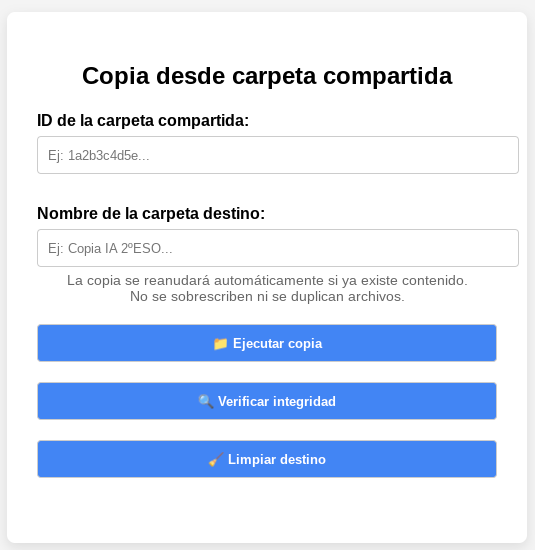 Copia desde carpeta compartida
ID de la carpeta compartida:
Ej: 1a2b3c4d5e...
Nombre de la carpeta destino:
Ej: Copia IA 2ºESO...
La copia se reanudará automáticamente si ya existe contenido.
No se sobrescriben ni se duplican archivos.
📁 Ejecutar copia
🔍 Verificar integridad
🧹 Limpiar destino